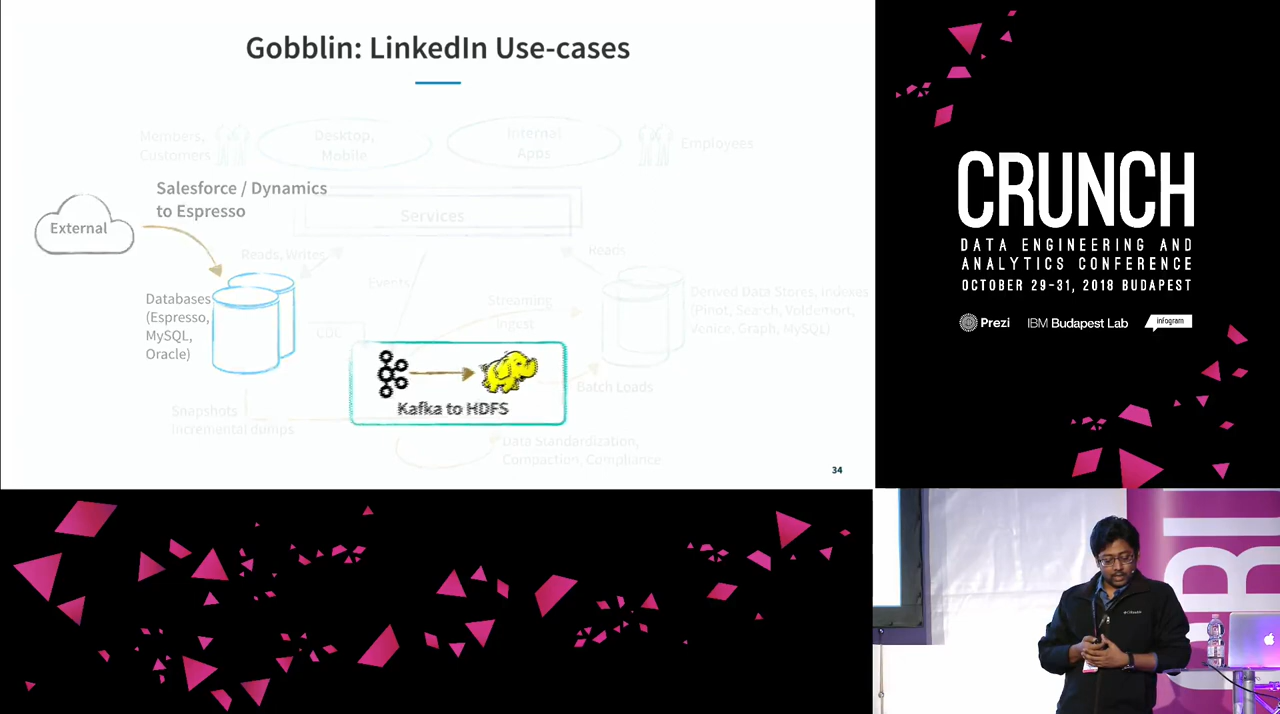 Gobblin: LinkedIn Use-cases
Members,
Customers
Desktop,
Mobile
Internal
Apps
Employees
Salesforce / Dynamics
to Espresso
External
Services
Reads, Writes
Reads
Databases
(Espresso,
MySQL,
Oracle)
Events
Streaming
Ingest
CDC
Derived Data Stores, Indexes
(Pinot, Search, Voldemort,
Venice, Graph, MySQL)
Kafka to HDFS
Batch Loads
Snapshots
Incremental dumps
Data Standardization,
Compaction, Compliance
34
CRUNCH
DATA ENGINEERING AND
ANALYTICS CONFERENCE
OCTOBER 29-31, 2018 BUDAPEST
Prezi
IBM Budapest Lab
infogram